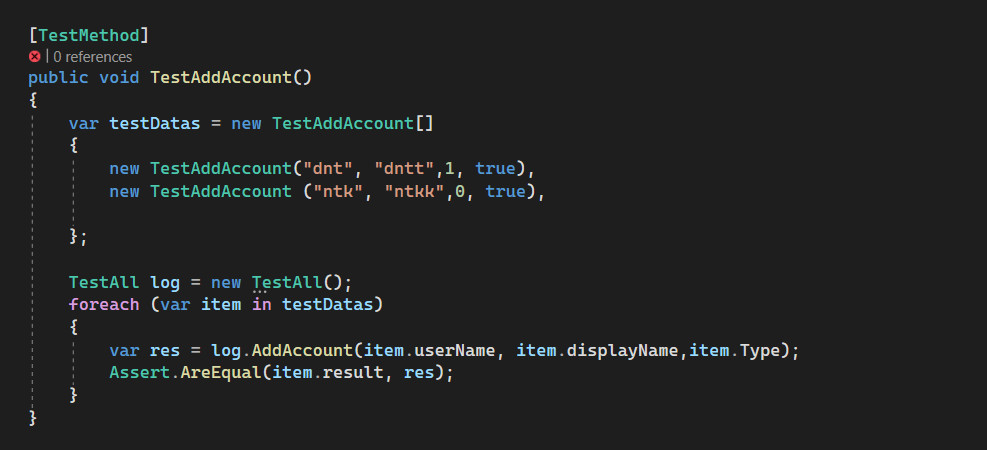 [TestMethod]
| 0 references
public void TestAddAccount()
{
var testDatas = new TestAddAccount[]
{
new TestAddAccount("dnt", "dntt",1, true),
new TestAddAccount ("ntk", "ntkk",0, true),
};
TestAll log = new TestAll();
foreach (var item in testDatas)
{
var res = log.AddAccount(item.userName, item.displayName,item.Type);
Assert.AreEqual(item.result, res);
}
}